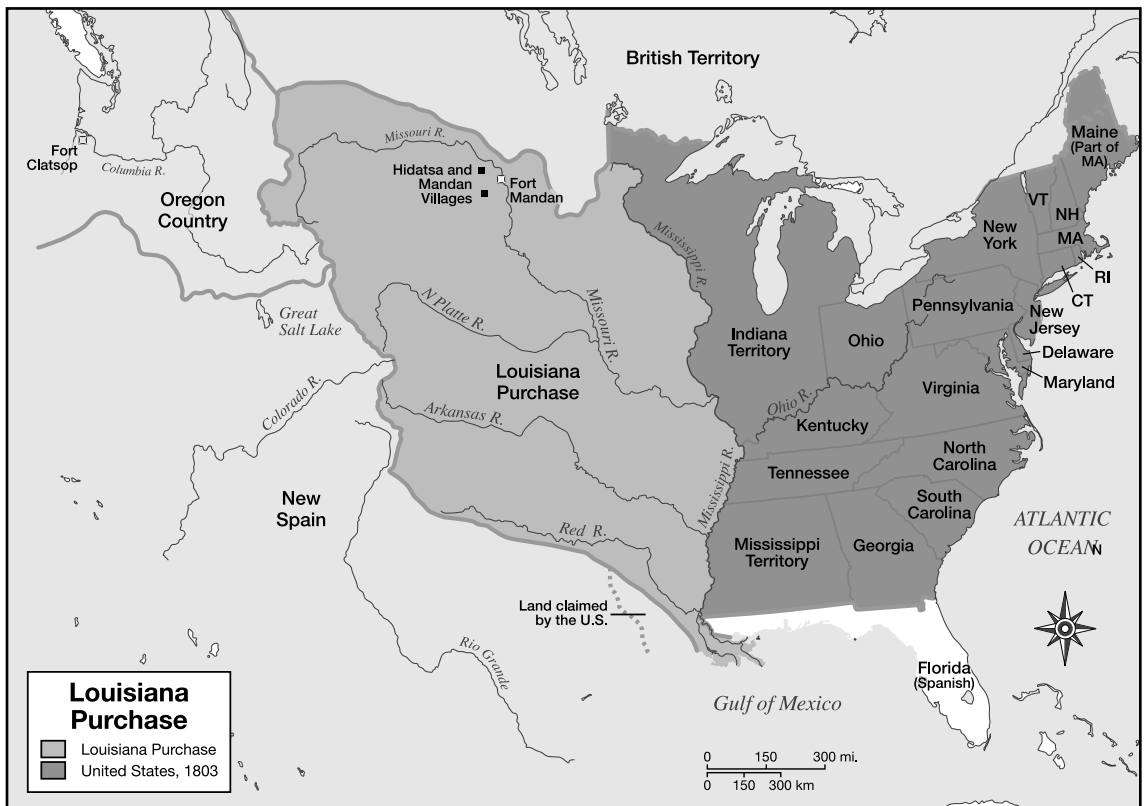 British Territory
Maine
(Part of
MA)
Missouri R.
Fort
Clatsop
Columbia R.
Hidatsa and
Mandan
Villages
Fort
Mandan
Oregon
Country
VT
NH
New
York
MA
RI
CT
Mississippi R.
Great
Salt Lake
N Platte R.
Missouri R.
Pennsylvania
New
Jersey
Indiana
Territory
Ohio
Delaware
Maryland
Louisiana
Purchase
Colorado R.
Virginia
Ohio R.
Arkansas R.
Kentucky
North
Carolina
Mississippi R.
Tennessee
New
Spain
South
Carolina
Red R.
ATLANTIC
OCEAN
N
Mississippi
Territory
Georgia
Land claimed
by the U.S.
Rio Grande
Florida
(Spanish)
Gulf of Mexico
Louisiana
Purchase
Louisiana Purchase
United States, 1803
0 150 300 mi.
0 150 300 km